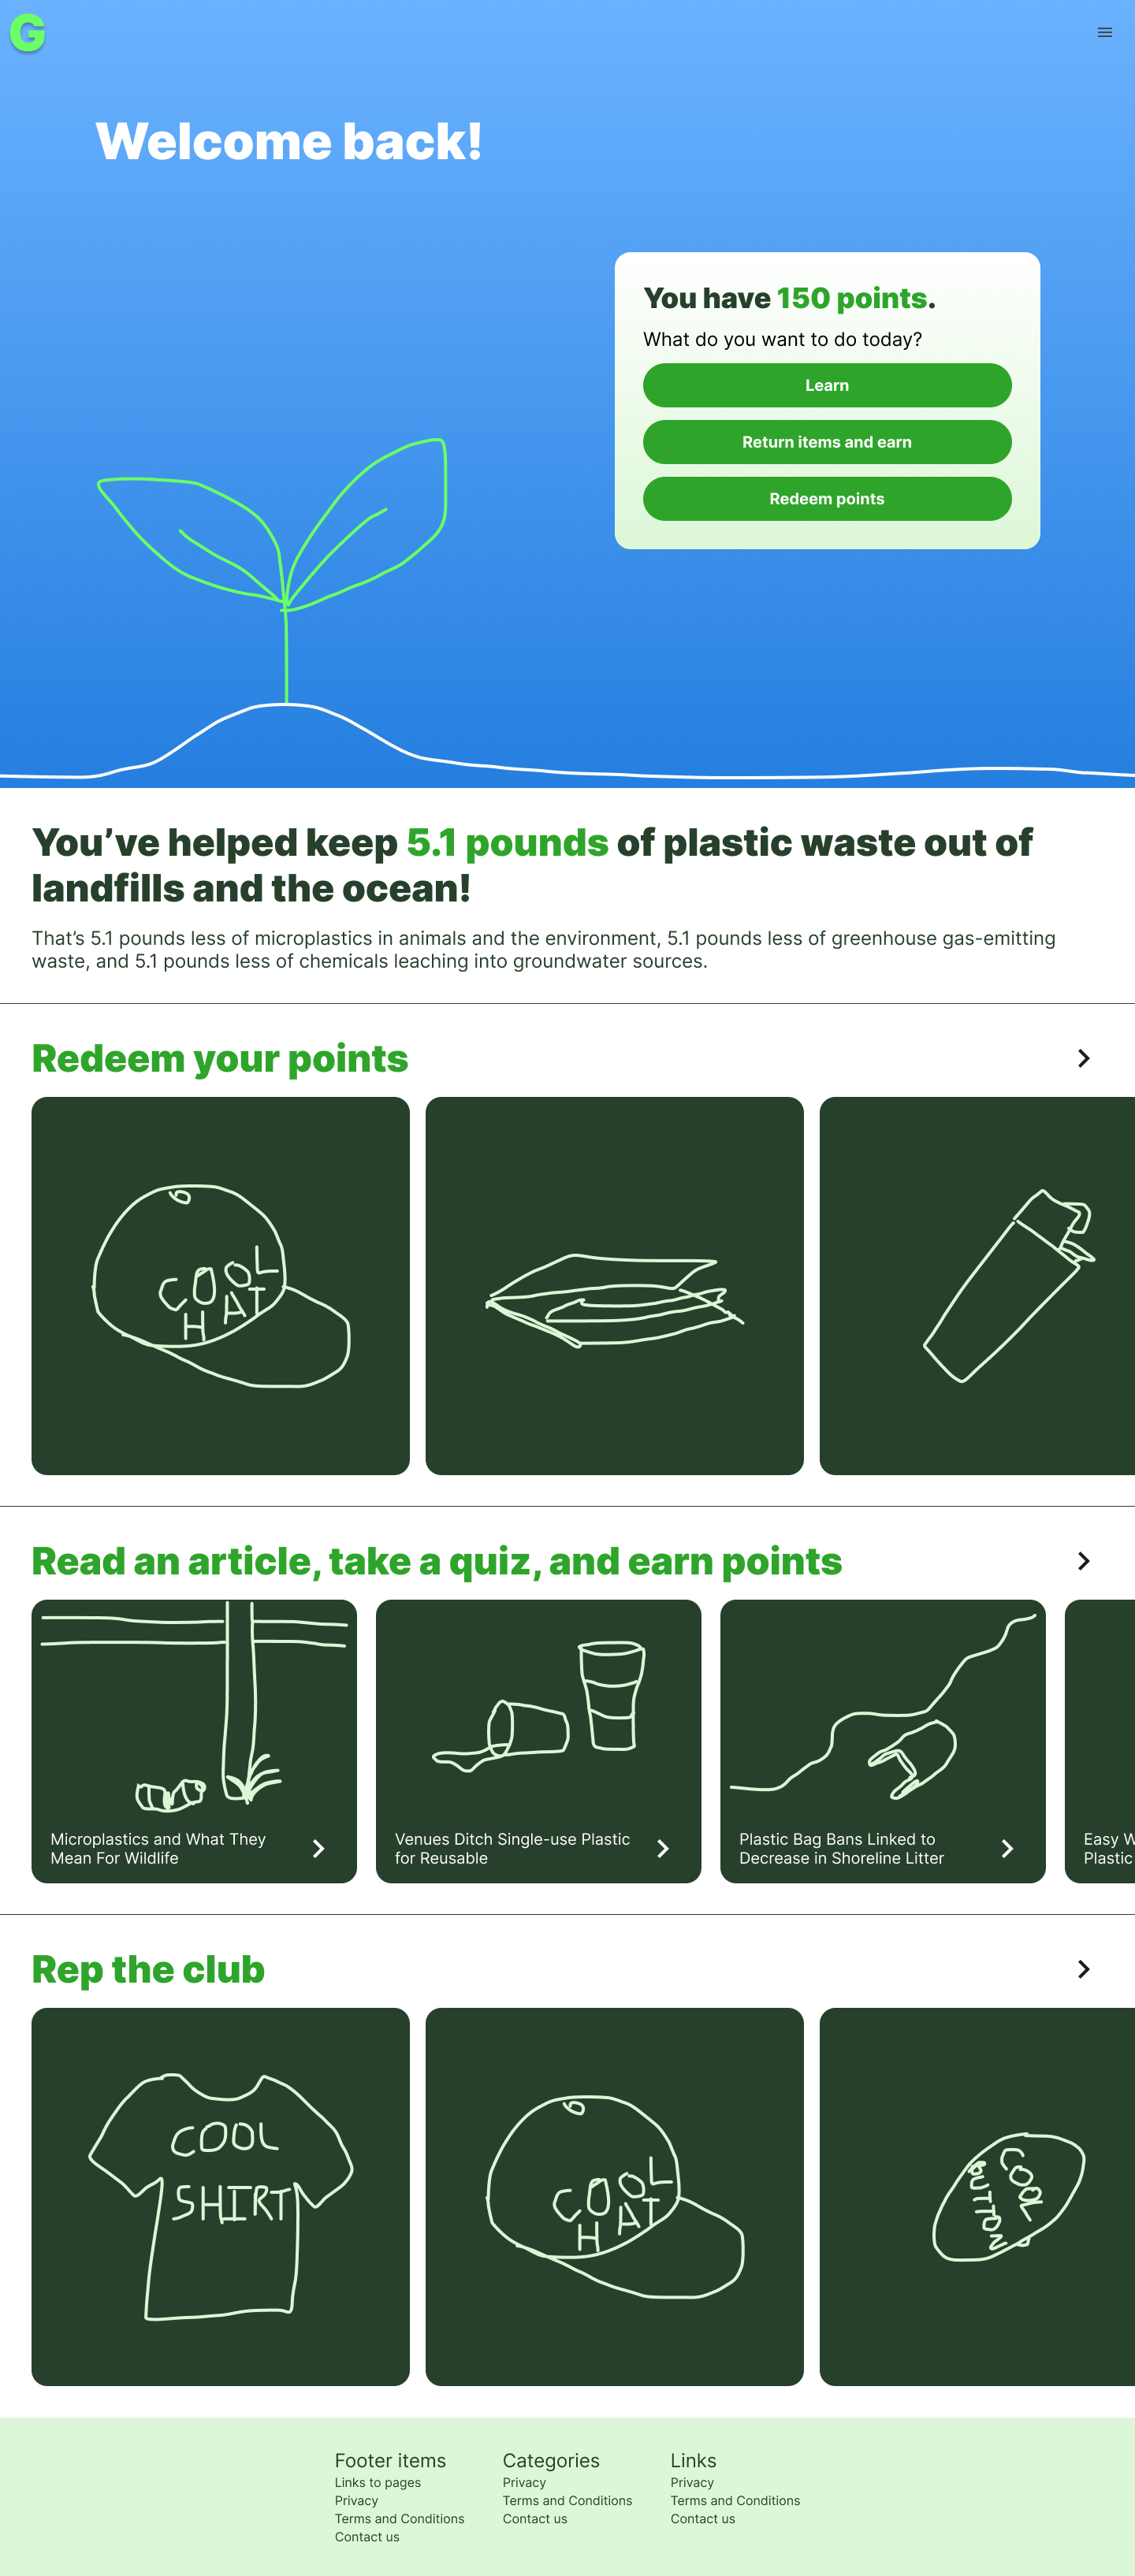 G
Welcome back!
You have 150 points.
What do you want to do today?
Learn
Return items and earn
Redeem points
You’ve helped keep 5.1 pounds of plastic waste out of
landfills and the ocean!
That’s 5.1 pounds less of microplastics in animals and the environment, 5.1 pounds less of greenhouse gas-emitting
waste, and 5.1 pounds less of chemicals leaching into groundwater sources.
Redeem your points
COOL
HAT
Read an article, take a quiz, and earn points
Microplastics and What They
Mean For Wildlife
Venues Ditch Single-use Plastic
for Reusable
Plastic Bag Bans Linked to
Decrease in Shoreline Litter
Easy
Plastic
Rep the club
COOL
SHIRT
COOL
HAT
COOL
BUTTON
Footer items
Links to pages
Privacy
Terms and Conditions
Contact us
Categories
Privacy
Terms and Conditions
Contact us
Links
Privacy
Terms and Conditions
Contact us